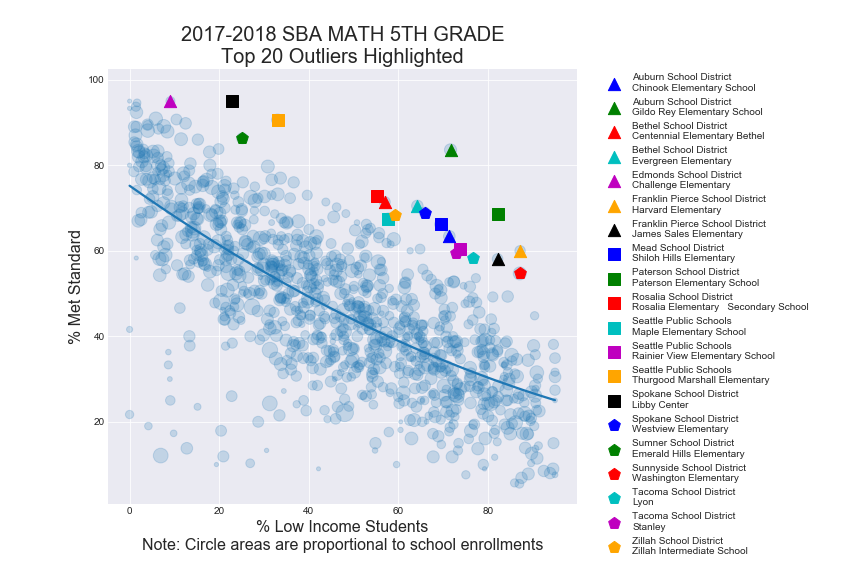 2017-2018 SBA MATH 5TH GRADE
Top 20 Outliers Highlighted
% Met Standard
100
80
60
40
20
0
20
40
60
80
% Low Income Students
Note: Circle areas are proportional to school enrollments
Auburn School District
Chinook Elementary School
Auburn School District
Gildo Rey Elementary School
Bethel School District
Centennial Elementary Bethel
Bethel School District
Evergreen Elementary
Edmonds School District
Challenge Elementary
Franklin Pierce School District
Harvard Elementary
Franklin Pierce School District
James Sales Elementary
Mead School District
Shiloh Hills Elementary
Paterson School District
Paterson Elementary School
Rosalia School District
Rosalia Elementary   Secondary School
Seattle Public Schools
Maple Elementary School
Seattle Public Schools
Rainier View Elementary School
Seattle Public Schools
Thurgood Marshall Elementary
Spokane School District
Libby Center
Spokane School District
Westview Elementary
Sumner School District
Emerald Hills Elementary
Sunnyside School District
Washington Elementary
Tacoma School District
Lyon
Tacoma School District
Stanley
Zillah School District
Zillah Intermediate School